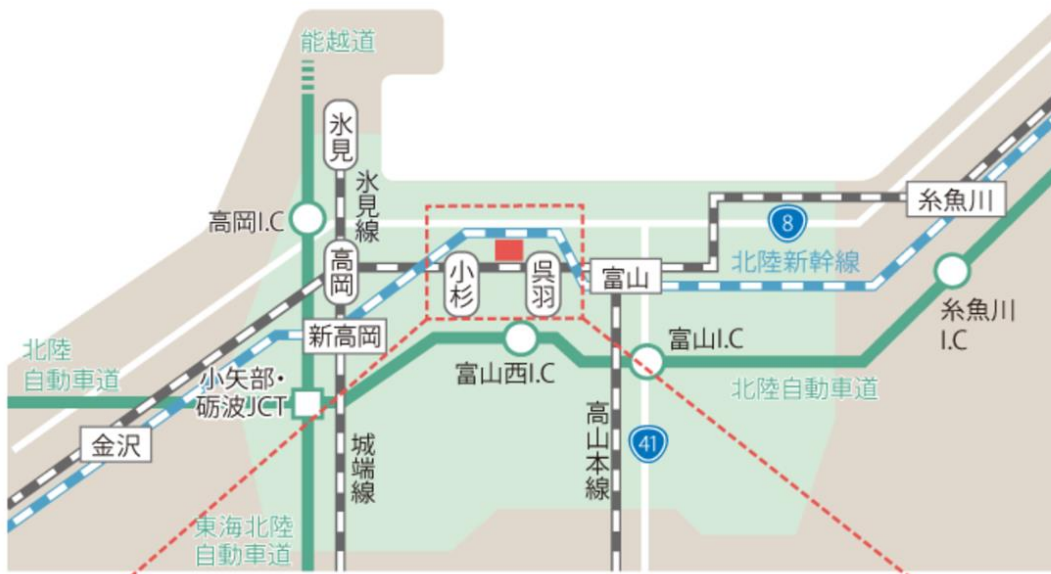 能越道
氷見
氷見線
高岡I.C
糸魚川
8
北陸新幹線
高岡
小杉
呉羽
富山
新高岡
糸魚川
I.C
北陸
自動車道
小矢部・
砺波JCT
富山西I.C
富山I.C
北陸自動車道
金沢
城端線
高山本線
41
東海北陸
自動車道